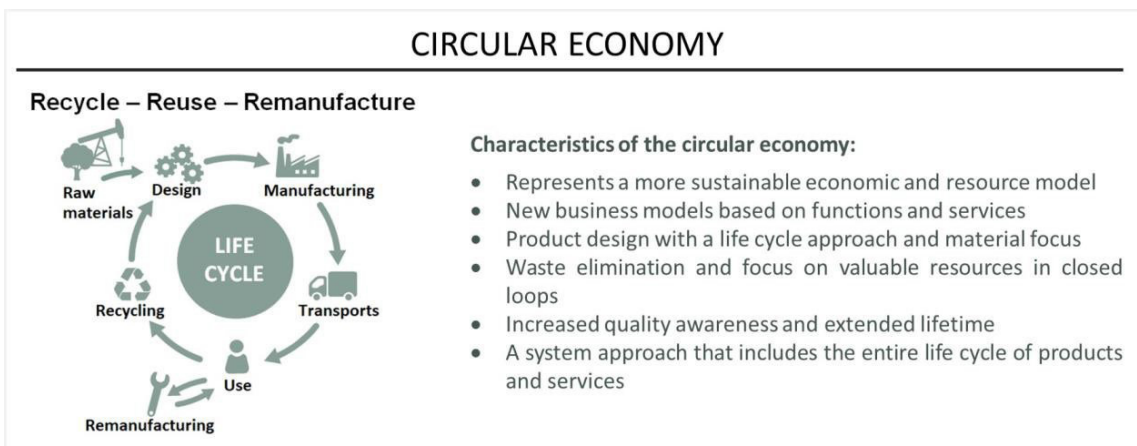 CIRCULAR ECONOMY
Recycle – Reuse – Remanufacture
Raw
materials
Design
Manufacturing
LIFE
CYCLE
Recycling
Transports
Use
Remanufacturing
Characteristics of the circular economy:
• Represents a more sustainable economic and resource model
• New business models based on functions and services
• Product design with a life cycle approach and material focus
• Waste elimination and focus on valuable resources in closed
loops
• Increased quality awareness and extended lifetime
• A system approach that includes the entire life cycle of products
and services